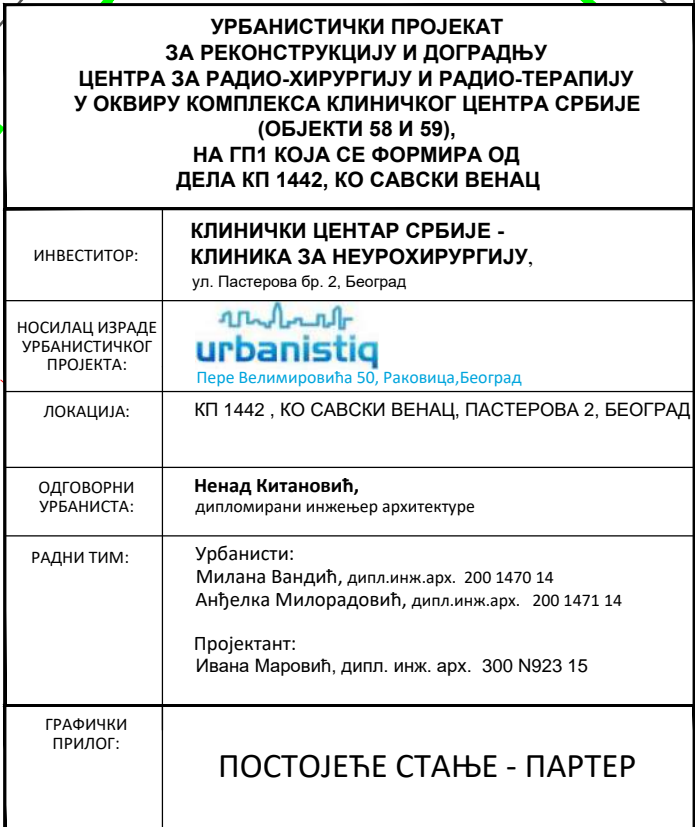 УРБАНИСТИЧКИ ПРОЈЕКАТ
ЗА РЕКОНСТРУКЦИЈУ И ДОГРАДЊУ
ЦЕНТРА ЗА РАДИО-ХИРУРГИЈУ И РАДИО-ТЕРАПИЈУ
У ОКВИРУ КОМПЛЕКСА КЛИНИЧКОГ ЦЕНТРА СРБИЈЕ
(ОБЈЕКТИ 58 И 59),
НА ГП1 КОЈА СЕ ФОРМИРА ОД
ДЕЛА КП 1442, КО САВСКИ ВЕНАЦ
ИНВЕСТИТОР:
КЛИНИЧКИ ЦЕНТАР СРБИЈЕ -
КЛИНИКА ЗА НЕУРОХИРУРГИЈУ,
ул. Пастерова бр. 2, Београд
НОСИЛАЦ ИЗРАДЕ
УРБАНИСТИЧКОГ
ПРОЈЕКТА:
urbanistiq
Пере Велимировића 50, Раковица,Београд
ЛОКАЦИЈА:
КП 1442 , КО САВСКИ ВЕНАЦ, ПАСТЕРОВА 2, БЕОГРАД
ОДГОВОРНИ
УРБАНИСТА:
Ненад Китановић,
дипломирани инжењер архитектуре
РАДНИ ТИМ:
Урбанисти:
Милана Вандић, дипл.инж.арх. 200 1470 14
Анђелка Милорадовић, дипл.инж.арх. 200 1471 14
Пројектант:
Ивана Маровић, дипл. инж. арх. 300 N923 15
ГРАФИЧКИ
ПРИЛОГ:
ПОСТОЈЕЋЕ СТАЊЕ - ПАРТЕР